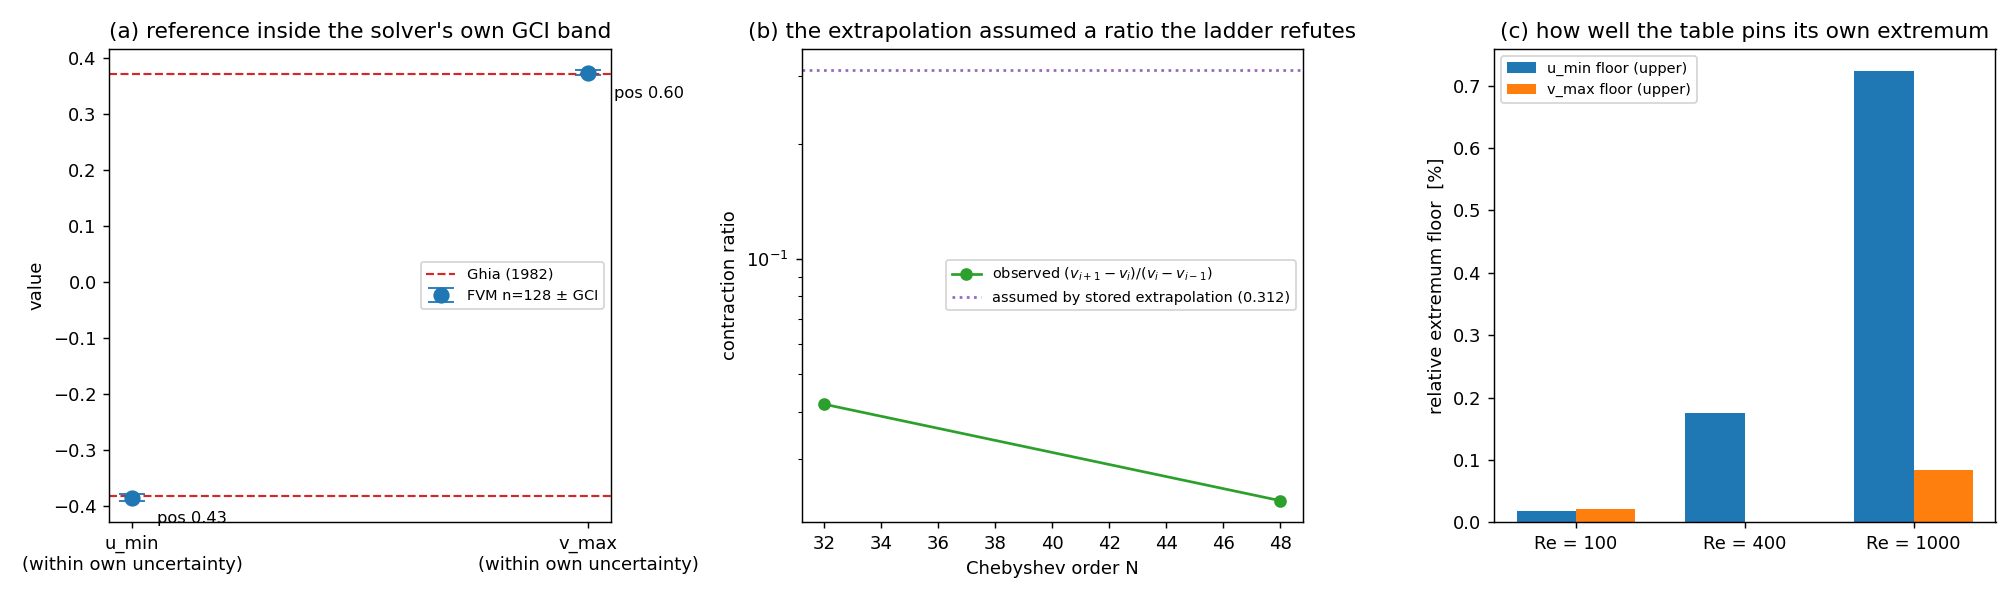 (a) reference inside the solver's own GCI band
0.4
0.3
0.2
0.1
0.0
−0.1
−0.2
−0.3
−0.4
value
pos 0.60
pos 0.43
Ghia (1982)
FVM n=128 ± GCI
u_min
(within own uncertainty)
v_max
(within own uncertainty)
(b) the extrapolation assumed a ratio the ladder refutes
10⁻¹
contraction ratio
observed (vᵢ₊₁ − vᵢ)/(vᵢ − vᵢ₋₁)
assumed by stored extrapolation (0.312)
32 34 36 38 40 42 44 46 48
Chebyshev order N
(c) how well the table pins its own extremum
u_min floor (upper)
v_max floor (upper)
0.7
0.6
0.5
0.4
0.3
0.2
0.1
0.0
relative extremum floor [%]
Re = 100 Re = 400 Re = 1000